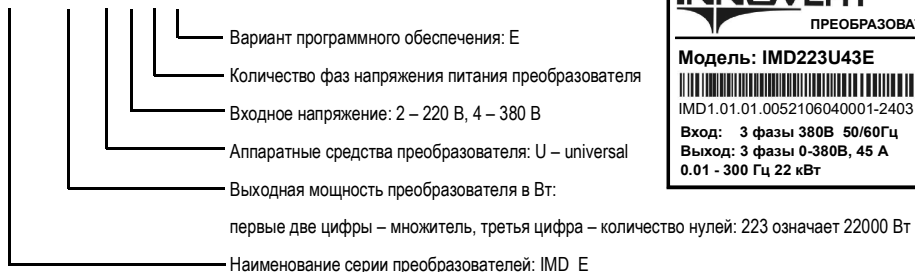 Вариант программного обеспечения: E
Количество фаз напряжения питания преобразователя
Входное напряжение: 2 – 220 В, 4 – 380 В
Аппаратные средства преобразователя: U – universal
Выходная мощность преобразователя в Вт:
первые две цифры – множитель, третья цифра – количество нулей: 223 означает 22000 Вт
Наименование серии преобразователей: IMD_E
Модель: IMD223U43E
IMD1.01.01.0052106040001-2403
Вход: 3 фазы 380В 50/60Гц
Выход: 3 фазы 0-380В, 45 А
0.01 - 300 Гц 22 кВт